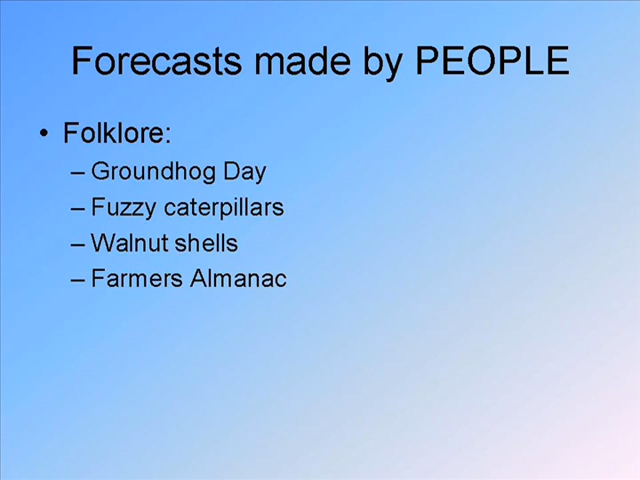 Forecasts made by PEOPLE
• Folklore:
– Groundhog Day
– Fuzzy caterpillars
– Walnut shells
– Farmers Almanac